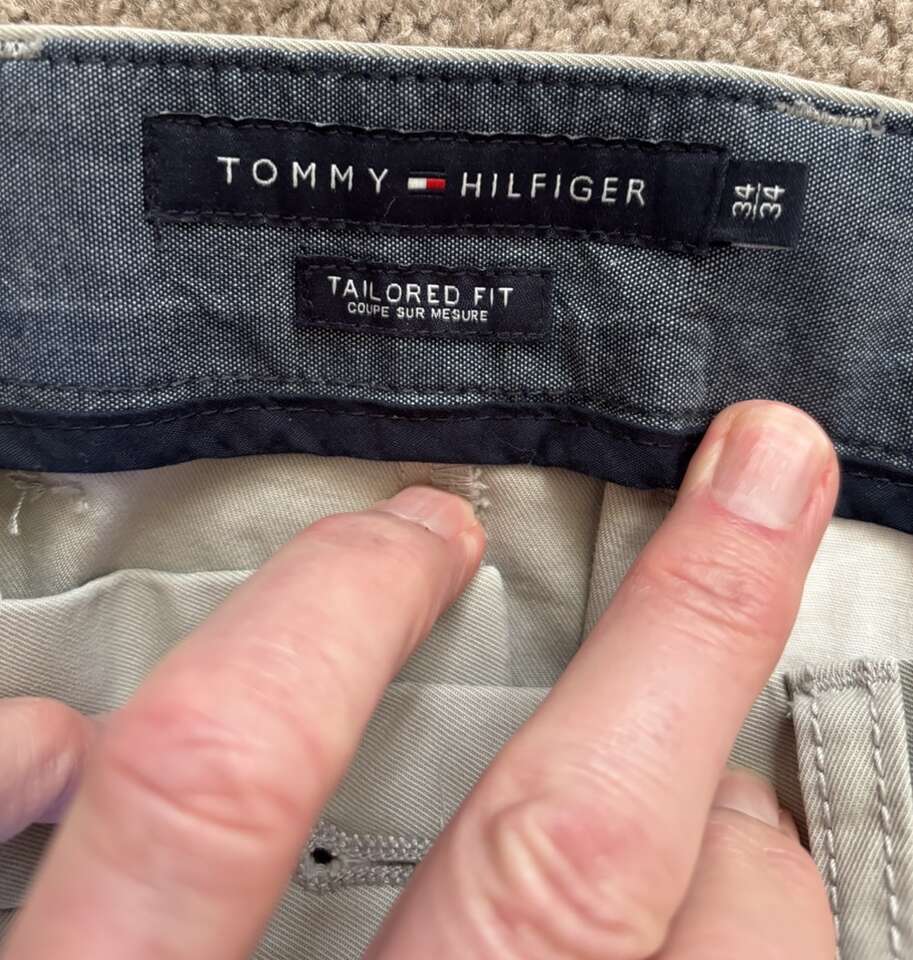 TOMMY HILFIGER
34
34
TAILORED FIT
COUPE SUR MESURE